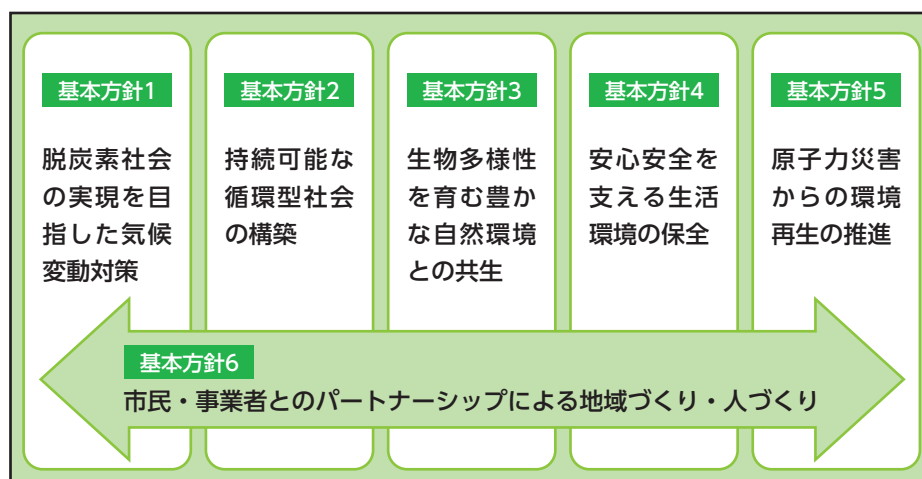 基本方針1
脱炭素社会
の実現を目
指した気候
変動対策
基本方針2
持続可能な
循環型社会
の構築
基本方針3
生物多様性
を育む豊か
な自然環境
との共生
基本方針4
安心安全を
支える生活
環境の保全
基本方針5
原子力災害
からの環境
再生の推進
基本方針6
市民・事業者とのパートナーシップによる地域づくり・人づくり